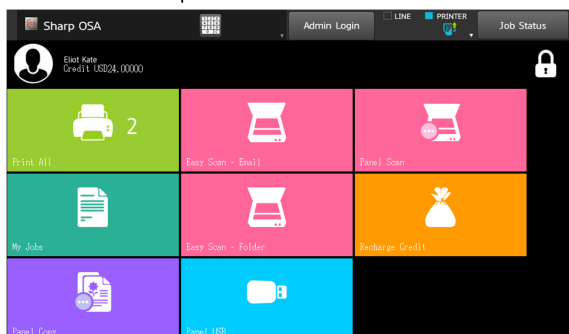 Sharp OSA
Admin Login
LINE
PRINTER
Job Status
Eliot Kate
Credit USD24.00000
2
Print All
Easy Scan - Email
Panel Scan
My Jobs
Easy Scan - Folder
Recharge Credit
Panel Copy
Panel USB